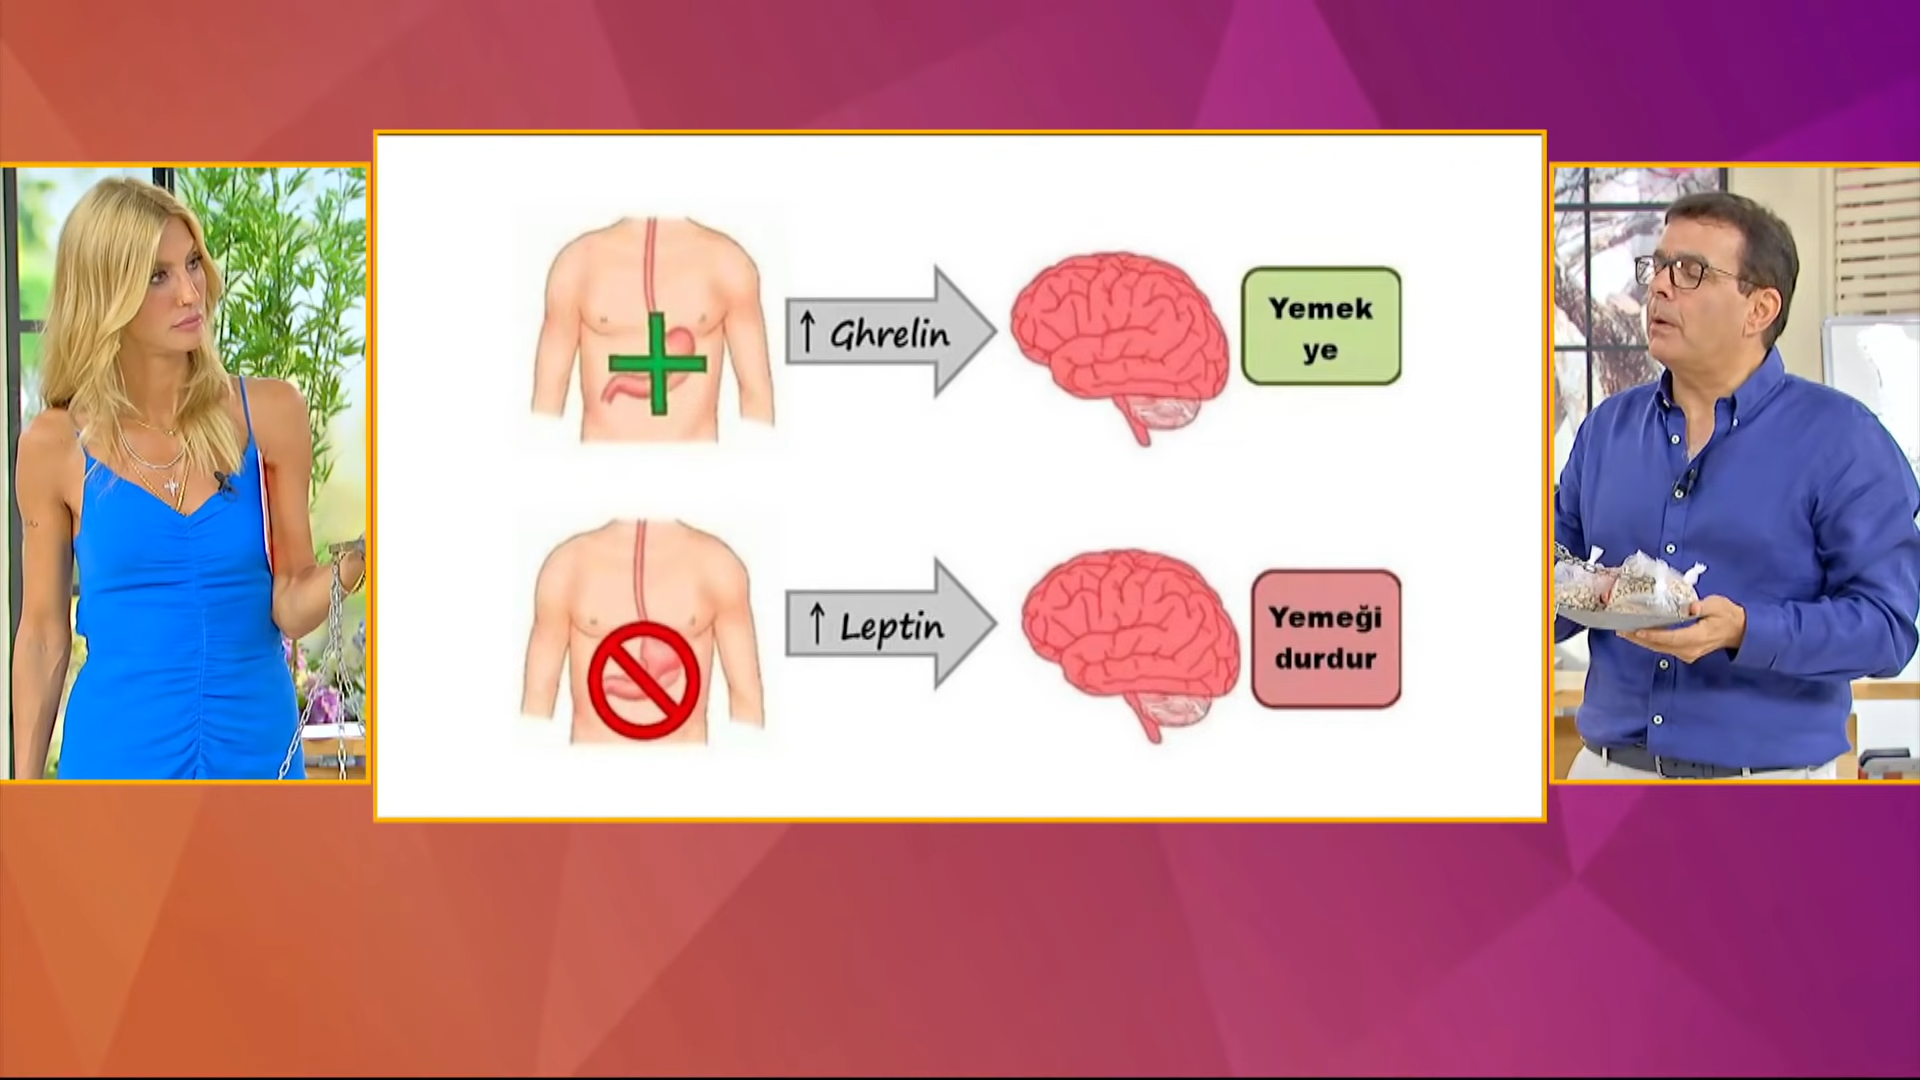 ↑ Ghrelin
Yemek
ye
↑ Leptin
Yemeği
durdur